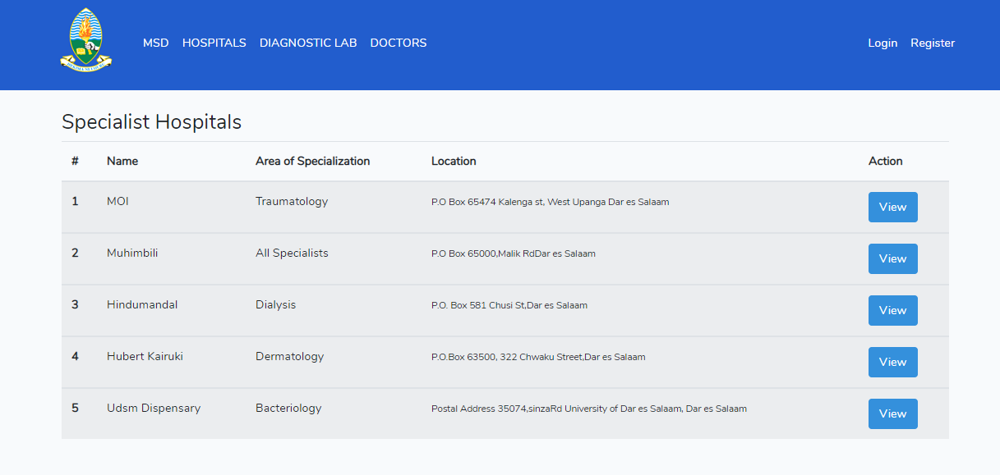 MSD HOSPITALS DIAGNOSTIC LAB DOCTORS Login Register
Specialist Hospitals
# Name Area of Specialization Location Action
1 MOI Traumatology P.O Box 65474 Kalenga st, West Upanga Dar es Salaam View
2 Muhimbili All Specialists P.O Box 65000,Malik RdDar es Salaam View
3 Hindumandal Dialysis P.O. Box 581 Chusi St,Dar es Salaam View
4 Hubert Kairuki Dermatology P.O.Box 63500, 322 Chwaku Street,Dar es Salaam View
5 Udsm Dispensary Bacteriology Postal Address 35074,sinzaRd University of Dar es Salaam, Dar es Salaam View